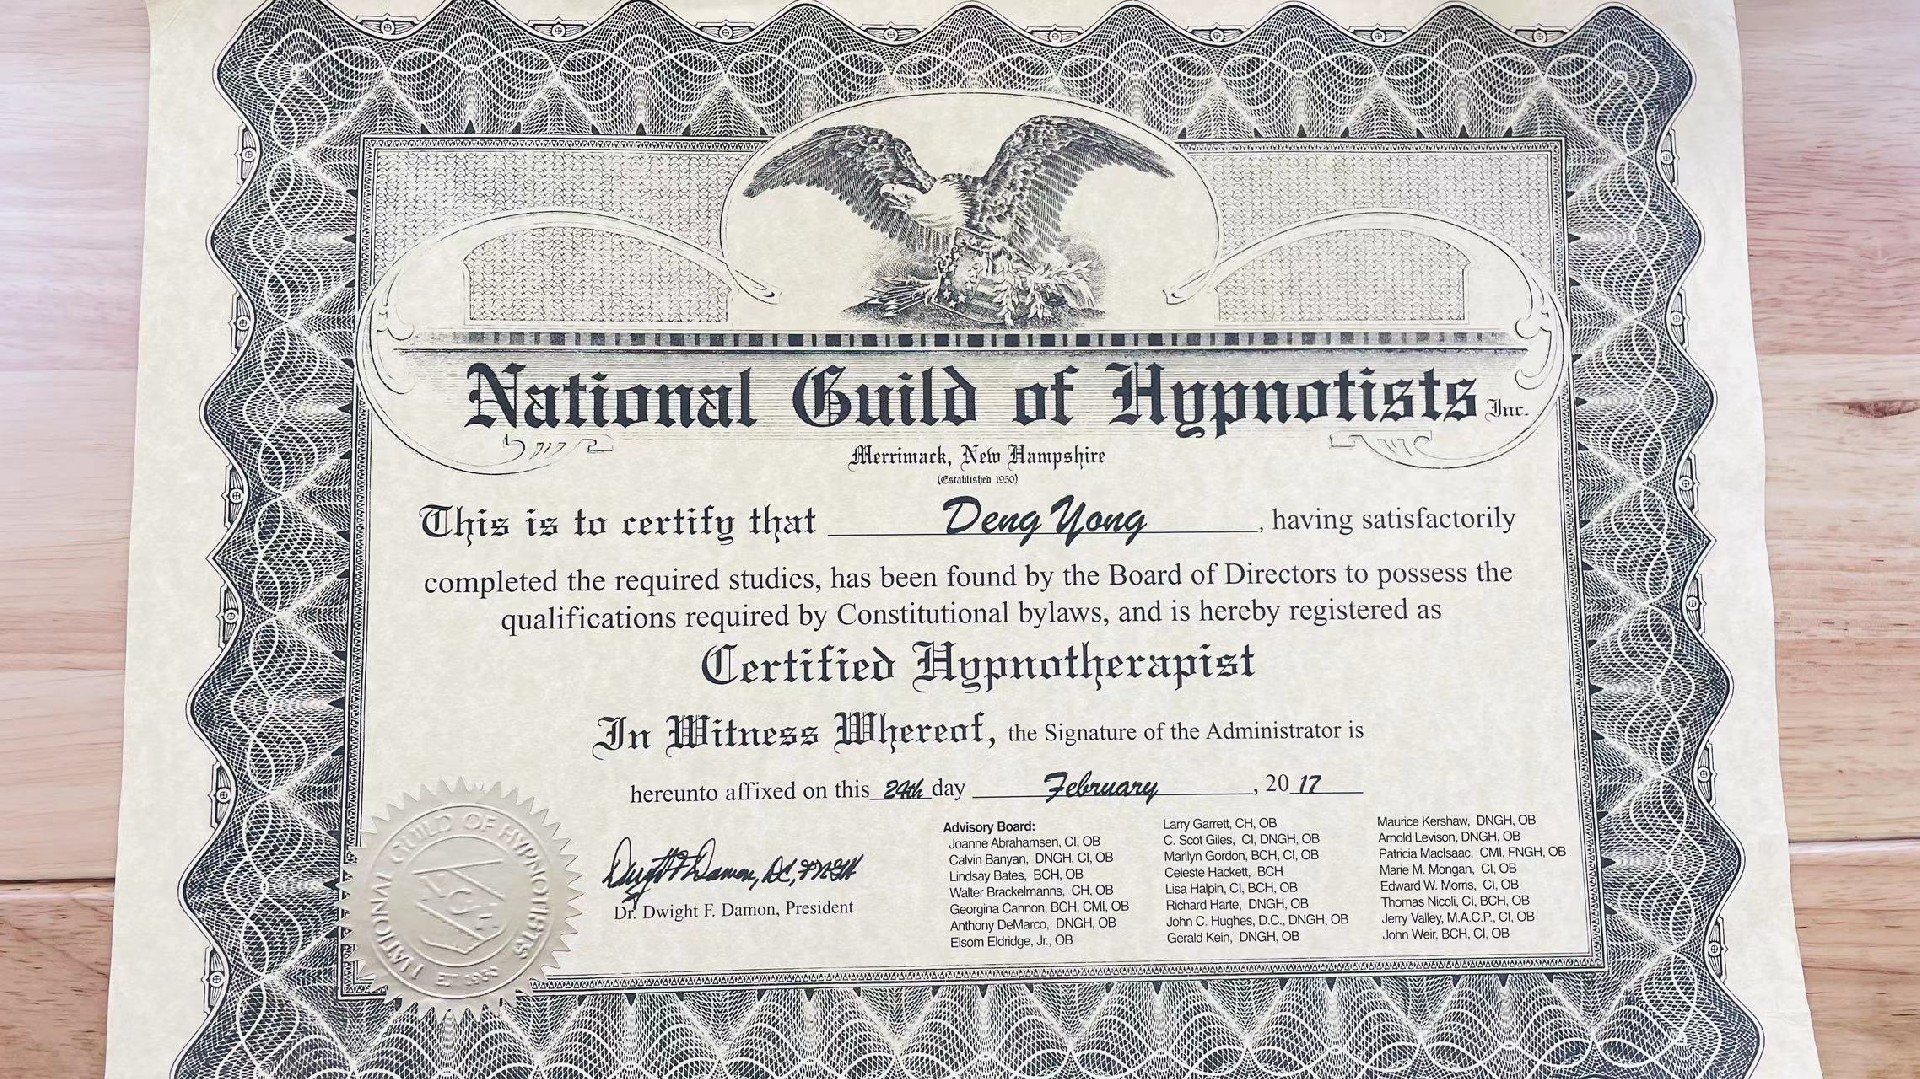 National Guild of Hypnotists Inc.
Merrimack, New Hampshire
(Established 1950)
This is to certify that Deng Yong, having satisfactorily
completed the required studies, has been found by the Board of Directors to possess the
qualifications required by Constitutional bylaws, and is hereby registered as
Certified Hypnotherapist
In Witness Whereof, the Signature of the Administrator is
hereunto affixed on this 24th day February, 2017
Dr. Dwight F. Damon, President
Advisory Board:
Joanne Abrahamsen, CI, OB
Calvin Banyan, DNGH, CI, OB
Lindsay Bates, BCH, OB
Walter Brackelmanns, CH, OB
Georgina Cannon, BCH, CMI, OB
Anthony DeMarco, DNGH, OB
Elsom Eldridge, Jr., OB
Larry Garrett, CH, OB
C. Scot Giles, CI, DNGH, OB
Marilyn Gordon, BCH, CI, OB
Celeste Hackett, BCH
Lisa Halpin, CI, BCH, OB
Richard Harte, DNGH, OB
John C. Hughes, D.C., DNGH, OB
Gerald Kein, DNGH, OB
Maurice Kershaw, DNGH, OB
Arnold Levison, DNGH, OB
Patricia MacIsaac, CMI, FNGH, OB
Marie M. Mongan, CI, OB
Edward W. Morris, CI, OB
Thomas Nicoli, CI, BCH, OB
Jerry Valley, M.A.C.P., CI, OB
John Weir, BCH, CI, OB
NATIONAL GUILD OF HYPNOTISTS